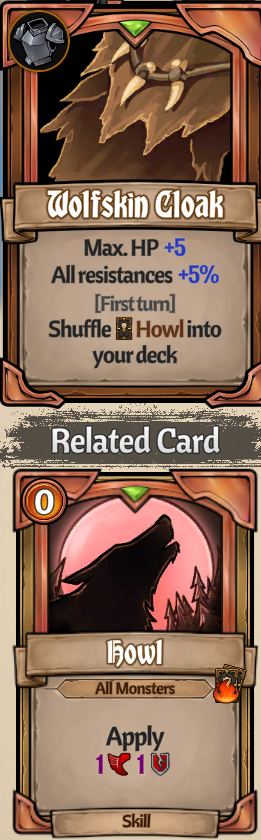 Wolfskin Cloak
Max. HP +5
All resistances +5%
[First turn]
Shuffle Howl into
your deck
Related Card
0
Howl
All Monsters
Apply
1 1
Skill